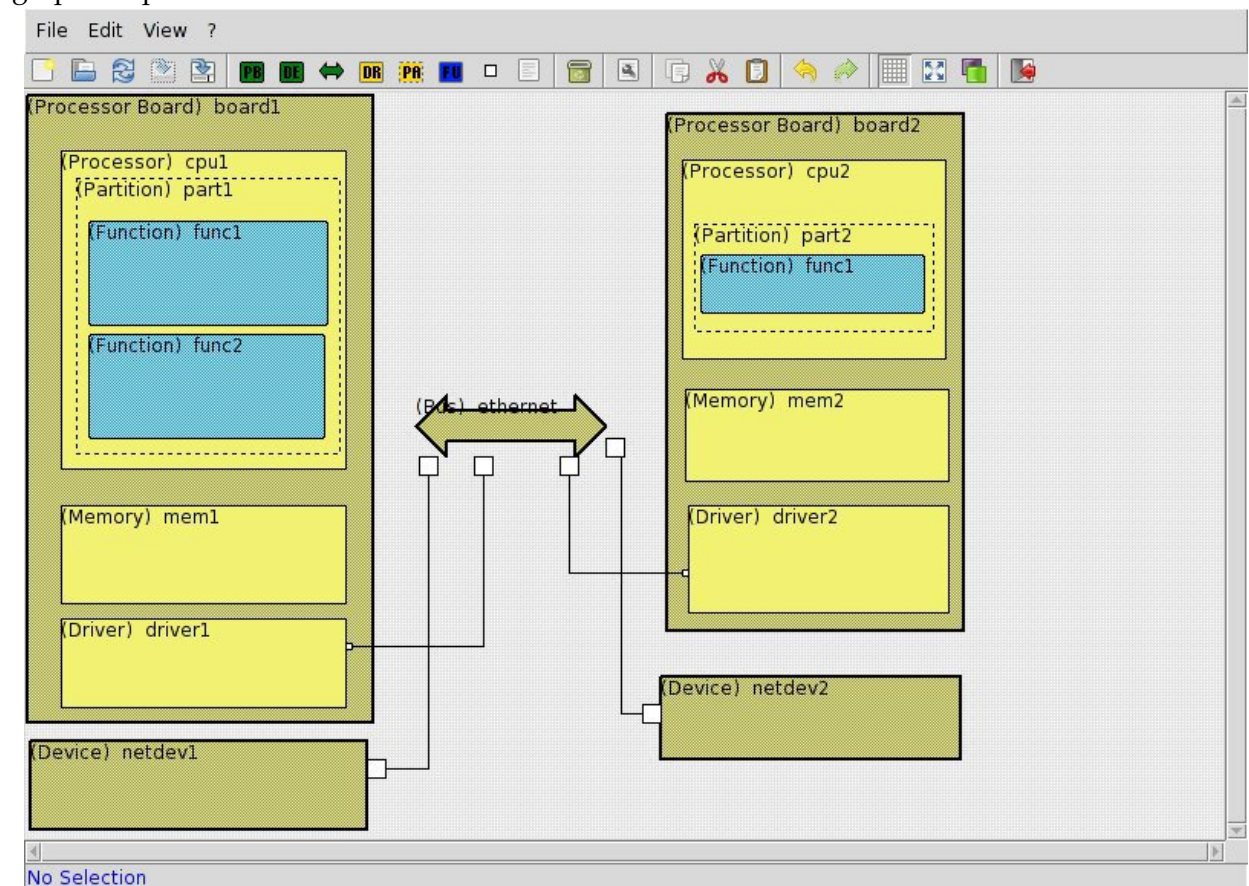 File Edit View ?
PB DE DR PA FU
(Processor Board) board1
(Processor) cpu1
(Partition) part1
(Function) func1
(Function) func2
(Memory) mem1
(Driver) driver1
(Device) netdev1
(Bus) ethernet
(Processor Board) board2
(Processor) cpu2
(Partition) part2
(Function) func1
(Memory) mem2
(Driver) driver2
(Device) netdev2
No Selection